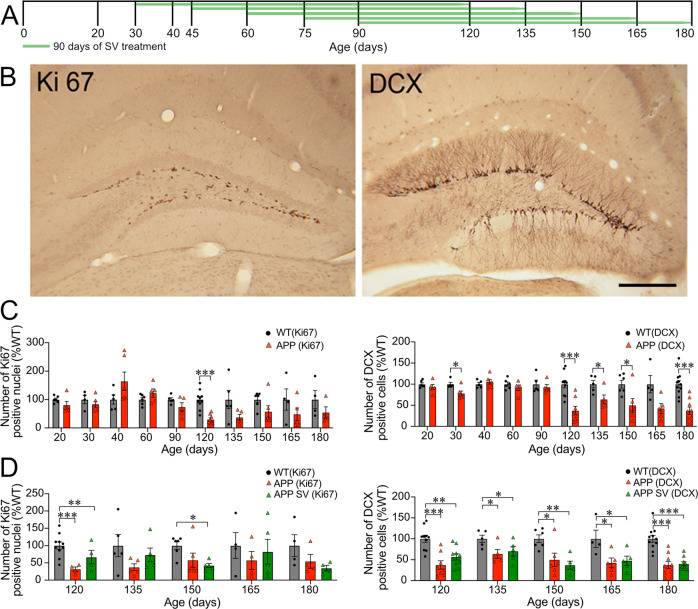 A
0 20 30 40 45 60 75 90 120 135 150 165 180
90 days of SV treatment
Age (days)
B
Ki 67
DCX
C
Number of Ki67
positive nuclei (%WT)
300
200
100
0
WT(Ki67)
APP (Ki67)
***
20 30 40 60 90 120 135 150 165 180
Age (days)
Number of DCX
positive cells (%WT)
200
150
100
50
0
WT(DCX)
APP (DCX)
* *** * * ***
20 30 40 60 90 120 135 150 165 180
Age (days)
D
Number of Ki67
positive nuclei (%WT)
250
200
150
100
50
0
WT(Ki67)
APP (Ki67)
APP SV (Ki67)
**
***
*
120 135 150 165 180
Age (days)
Number of DCX
positive cells (%WT)
200
150
100
50
0
WT(DCX)
APP (DCX)
APP SV (DCX)
** * ** * ***
*** * * * ***
120 135 150 165 180
Age (days)